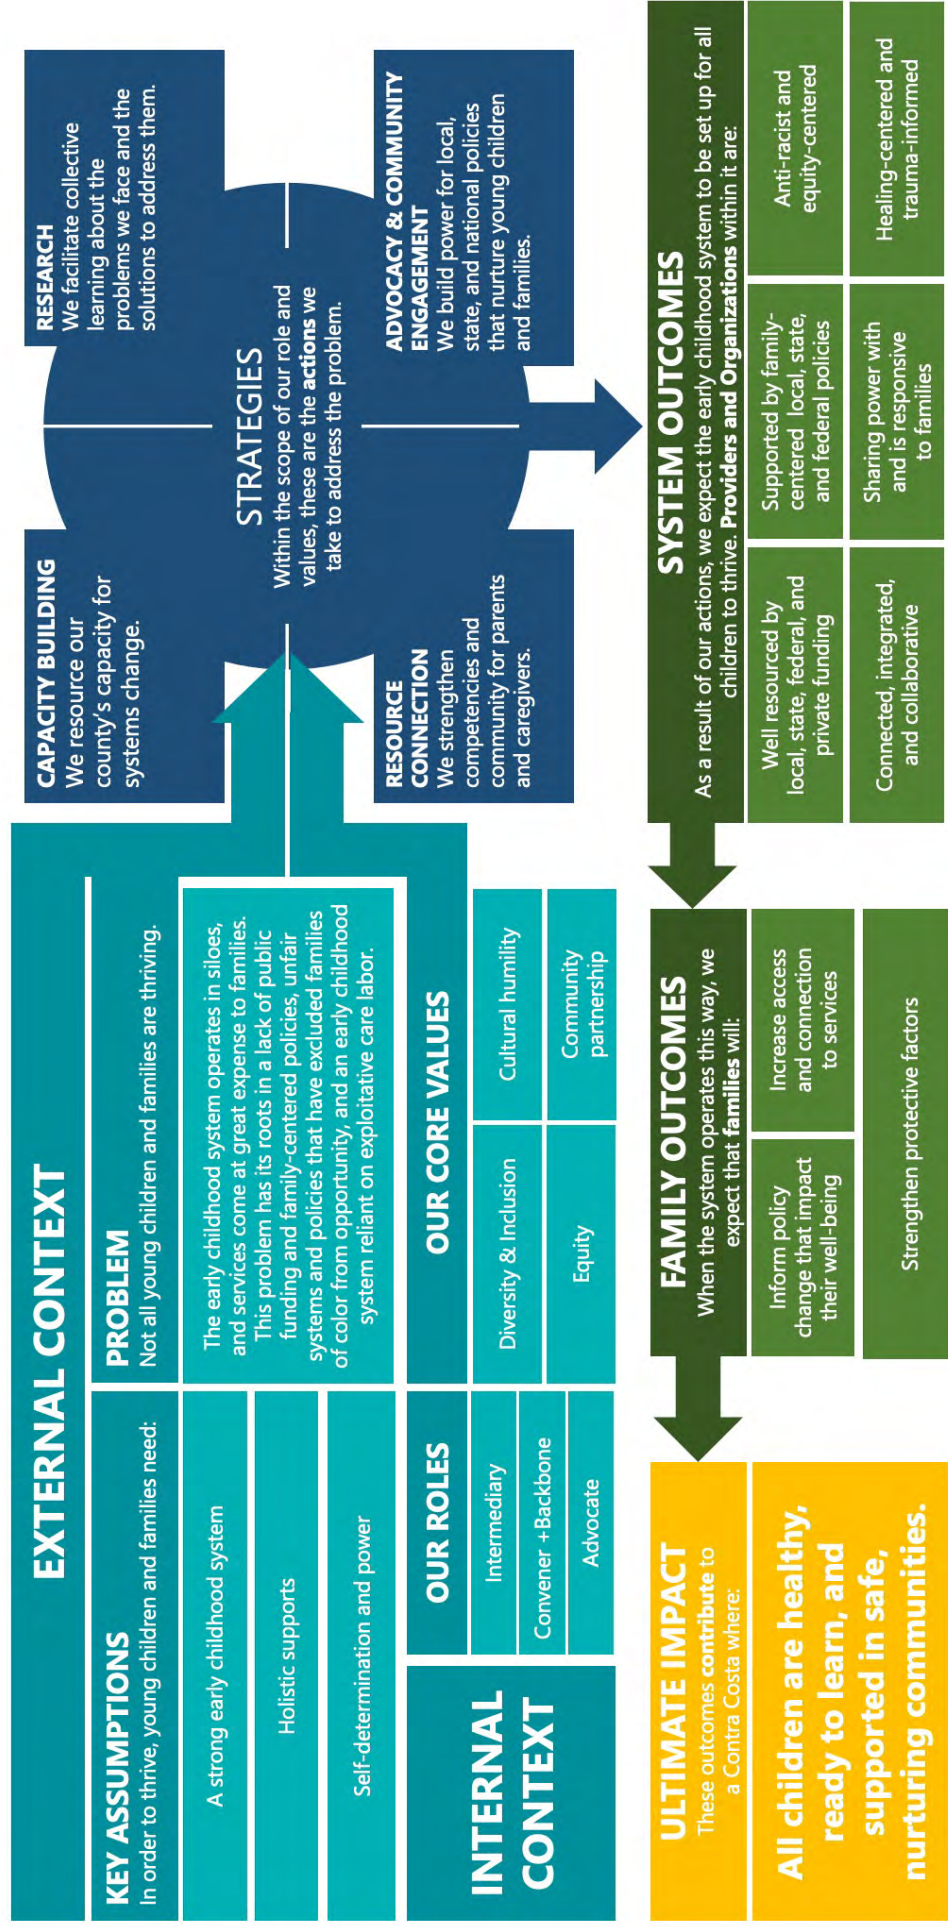 EXTERNAL CONTEXT
KEY ASSUMPTIONS
In order to thrive, young children and families need:
A strong early childhood system
Holistic supports
Self-determination and power
PROBLEM
Not all young children and families are thriving.
The early childhood system operates in siloes,
and services come at great expense to families.
This problem has its roots in a lack of public
funding and family-centered policies, unfair
systems and policies that have excluded families
of color from opportunity, and an early childhood
system reliant on exploitative care labor.
INTERNAL
CONTEXT
OUR ROLES
Intermediary
Convener +Backbone
Advocate
OUR CORE VALUES
Diversity & Inclusion
Cultural humility
Equity
Community
partnership
CAPACITY BUILDING
We resource our
county's capacity for
systems change.
RESEARCH
We facilitate collective
learning about the
problems we face and the
solutions to address them.
STRATEGIES
Within the scope of our role and
values, these are the actions we
take to address the problem.
RESOURCE
CONNECTION
We strengthen
competencies and
community for parents
and caregivers.
ADVOCACY & COMMUNITY
ENGAGEMENT
We build power for local,
state, and national policies
that nurture young children
and families.
SYSTEM OUTCOMES
As a result of our actions, we expect the early childhood system to be set up for all
children to thrive. Providers and Organizations within it are:
Well resourced by
local, state, federal, and
private funding
Supported by family-
centered local, state,
and federal policies
Anti-racist and
equity-centered
Connected, integrated,
and collaborative
Sharing power with
and is responsive
to families
Healing-centered and
trauma-informed
FAMILY OUTCOMES
When the system operates this way, we
expect that families will:
Inform policy
change that impact
their well-being
Increase access
and connection
to services
Strengthen protective factors
ULTIMATE IMPACT
These outcomes contribute to
a Contra Costa where:
All children are healthy,
ready to learn, and
supported in safe,
nurturing communities.